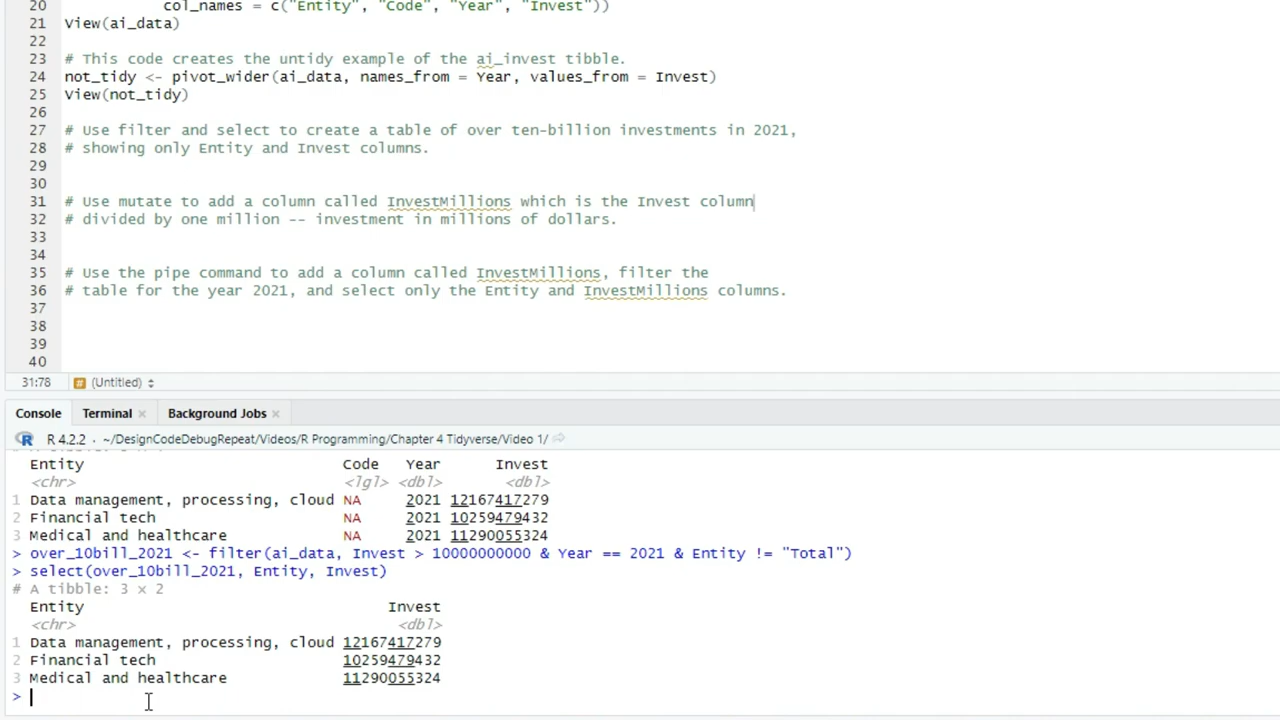 20 col_names = c("Entity", "Code", "Year", "Invest"))
21 View(ai_data)
22
23 # This code creates the untidy example of the ai_invest tibble.
24 not_tidy <- pivot_wider(ai_data, names_from = Year, values_from = Invest)
25 View(not_tidy)
26
27 # Use filter and select to create a table of over ten-billion investments in 2021,
28 # showing only Entity and Invest columns.
29
30
31 # Use mutate to add a column called InvestMillions which is the Invest column
32 # divided by one million -- investment in millions of dollars.
33
34
35 # Use the pipe command to add a column called InvestMillions, filter the
36 # table for the year 2021, and select only the Entity and InvestMillions columns.
37
38
39
40
31:78 # (Untitled)
Console Terminal Background Jobs
R R 4.2.2 · ~/DesignCodeDebugRepeat/Videos/R Programming/Chapter 4 Tidyverse/Video 1/
Entity Code Year Invest
<chr> <lgl> <dbl> <dbl>
1 Data management, processing, cloud NA 2021 12167417279
2 Financial tech NA 2021 10259479432
3 Medical and healthcare NA 2021 11290055324
> over_10bill_2021 <- filter(ai_data, Invest > 10000000000 & Year == 2021 & Entity != "Total")
> select(over_10bill_2021, Entity, Invest)
# A tibble: 3 x 2
Entity Invest
<chr> <dbl>
1 Data management, processing, cloud 12167417279
2 Financial tech 10259479432
3 Medical and healthcare 11290055324
>